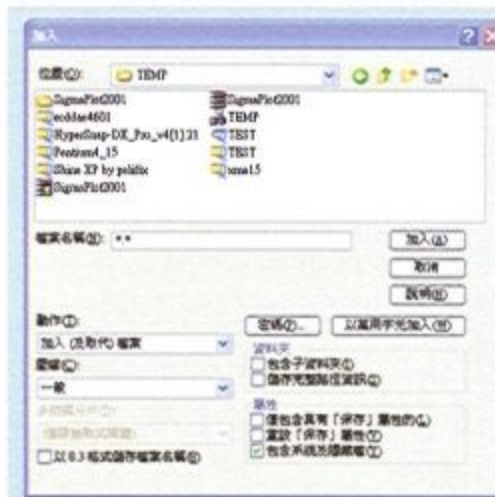 加入
位置(I): TEMP
SigmaPlot2001
ecddae4601
HyperSnap-DX_Pro_v4[1].21
Pentium4_15
Shine XP by polifix
SigmaPlot2001
SigmaPlot2001
TEMP
TEST
TEST
xma15
檔案名稱(N): *.*
加入(A)
取消
說明(H)
動作(T):
密碼(P)...
以萬用字元加入(W)
加入 (及取代) 檔案
資料夾
壓縮(C):
包含子資料夾(I)
儲存完整路徑資訊(E)
一般
屬性
僅包含具有「保存」屬性的(L)
重設「保存」屬性(T)
包含系統及隱藏檔(Y)
以 8.3 格式儲存檔案名稱(8)